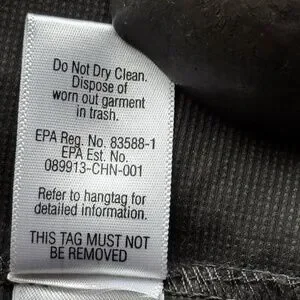 Do Not Dry Clean.
Dispose of
worn out garment
in trash.
EPA Reg. No. 83588-1
EPA Est. No.
089913-CHN-001
Refer to hangtag for
detailed information.
THIS TAG MUST NOT
BE REMOVED